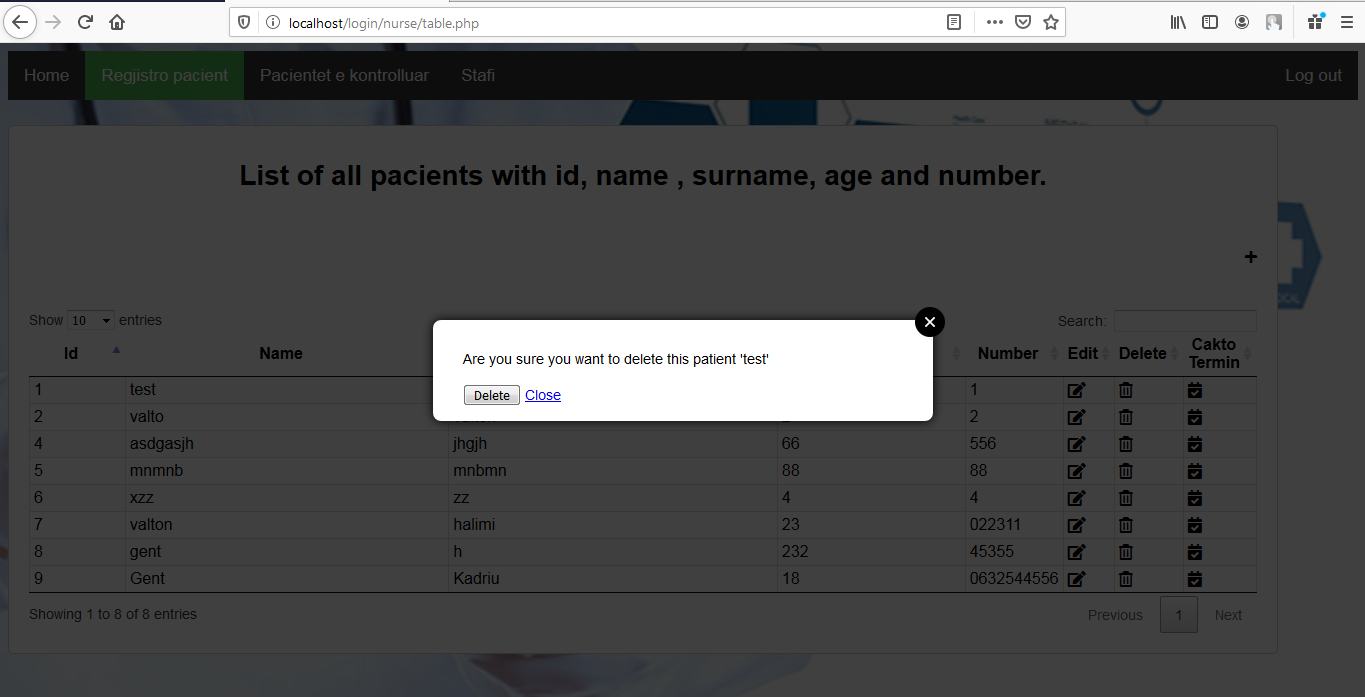 localhost/login/nurse/table.php
Home Regjistro pacient Pacientet e kontrolluar Stafi Log out
List of all pacients with id, name , surname, age and number.
+
Show 10 entries Search:
Id Name Number Edit Delete Cakto Termin
Are you sure you want to delete this patient 'test'
Delete Close
1 test 1
2 valto 2
4 asdgasjh jhgjh 66 556
5 mnmnb mnbmn 88 88
6 xzz zz 4 4
7 valton halimi 23 022311
8 gent h 232 45355
9 Gent Kadriu 18 0632544556
Showing 1 to 8 of 8 entries Previous 1 Next